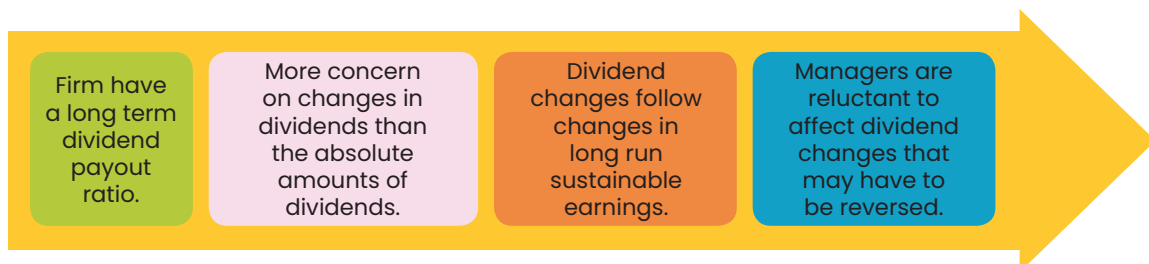 Firm have
a long term
dividend
payout
ratio.
More concern
on changes in
dividends than
the absolute
amounts of
dividends.
Dividend
changes follow
changes in
long run
sustainable
earnings.
Managers are
reluctant to
affect dividend
changes that
may have to
be reversed.